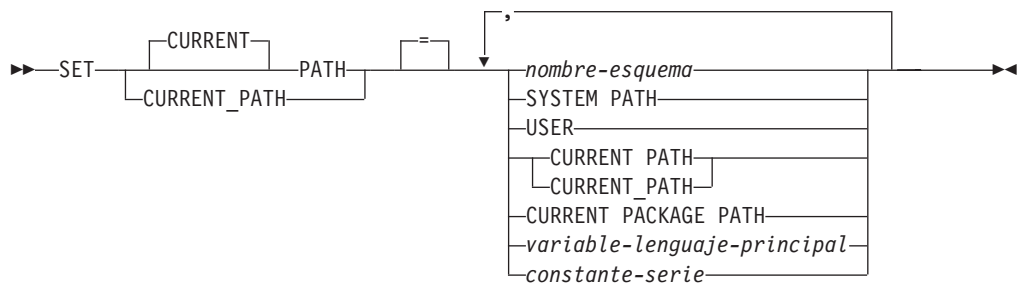 ,
CURRENT =
SET PATH nombre-esquema
CURRENT_PATH SYSTEM PATH
USER
CURRENT PATH
CURRENT_PATH
CURRENT PACKAGE PATH
variable-lenguaje-principal
constante-serie